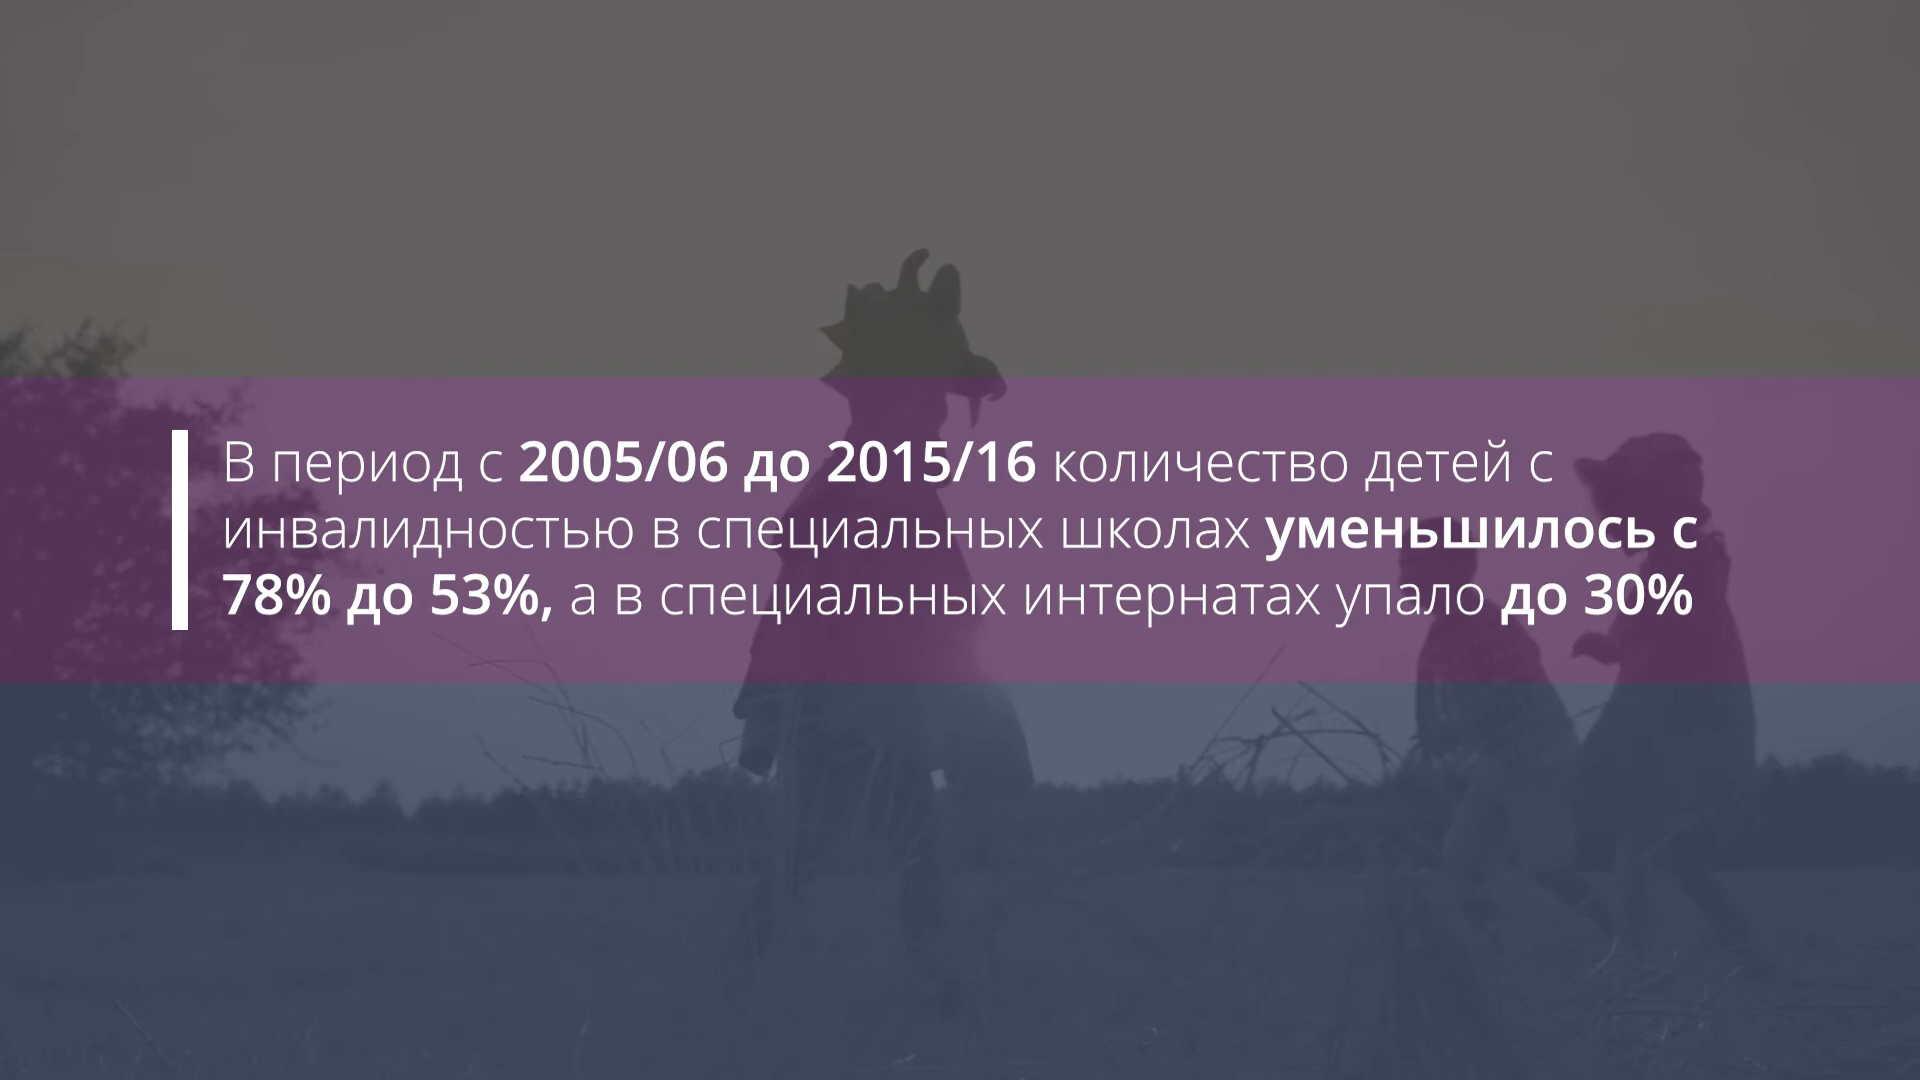 В период с 2005/06 до 2015/16 количество детей с
инвалидностью в специальных школах уменьшилось с
78% до 53%, а в специальных интернатах упало до 30%